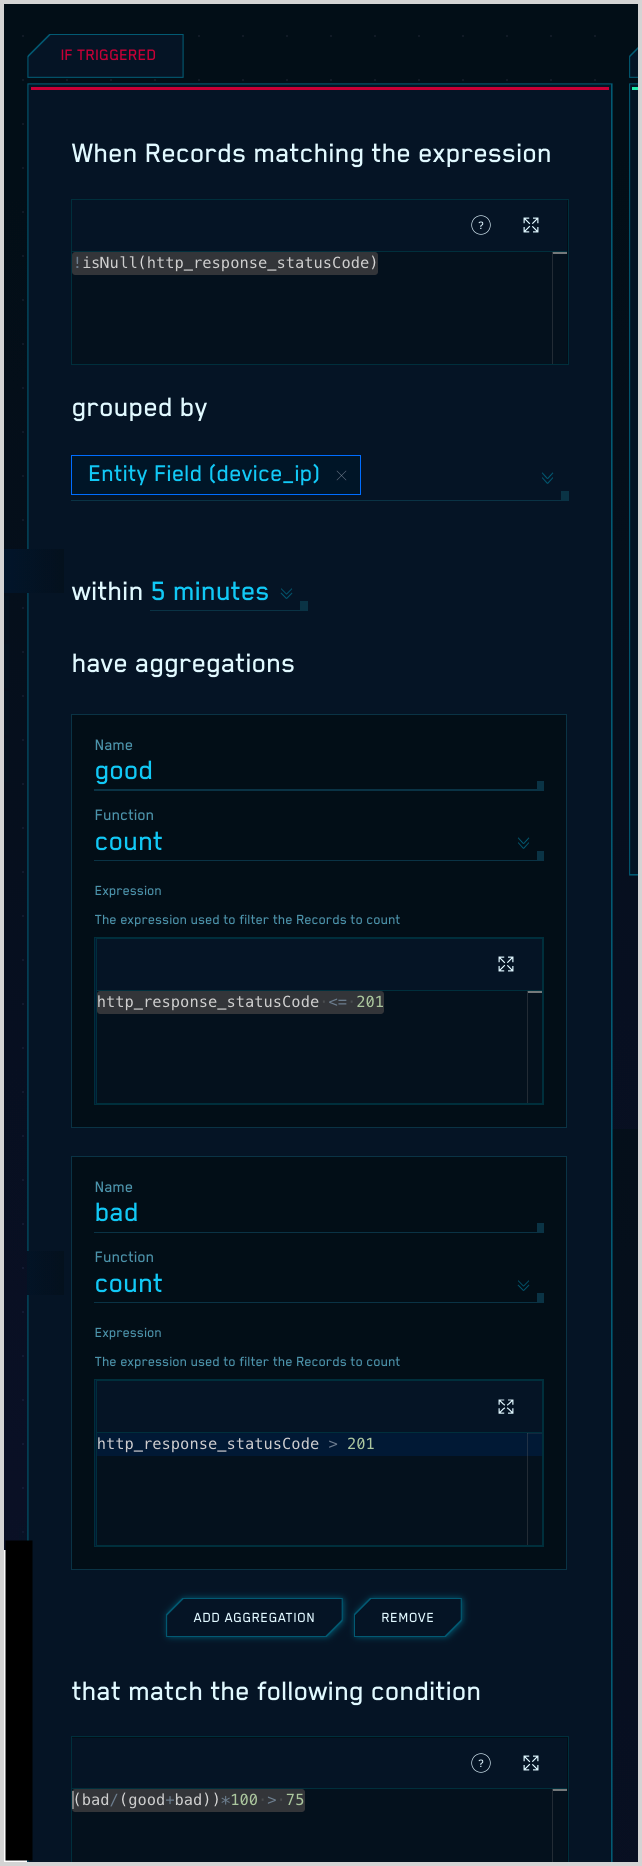 IF TRIGGERED
When Records matching the expression
?
!isNull(http_response_statusCode)
grouped by
Entity Field (device_ip) ×
within 5 minutes
have aggregations
Name
good
Function
count
Expression
The expression used to filter the Records to count
http_response_statusCode <= 201
Name
bad
Function
count
Expression
The expression used to filter the Records to count
http_response_statusCode > 201
ADD AGGREGATION REMOVE
that match the following condition
?
(bad/(good+bad))*100 > 75